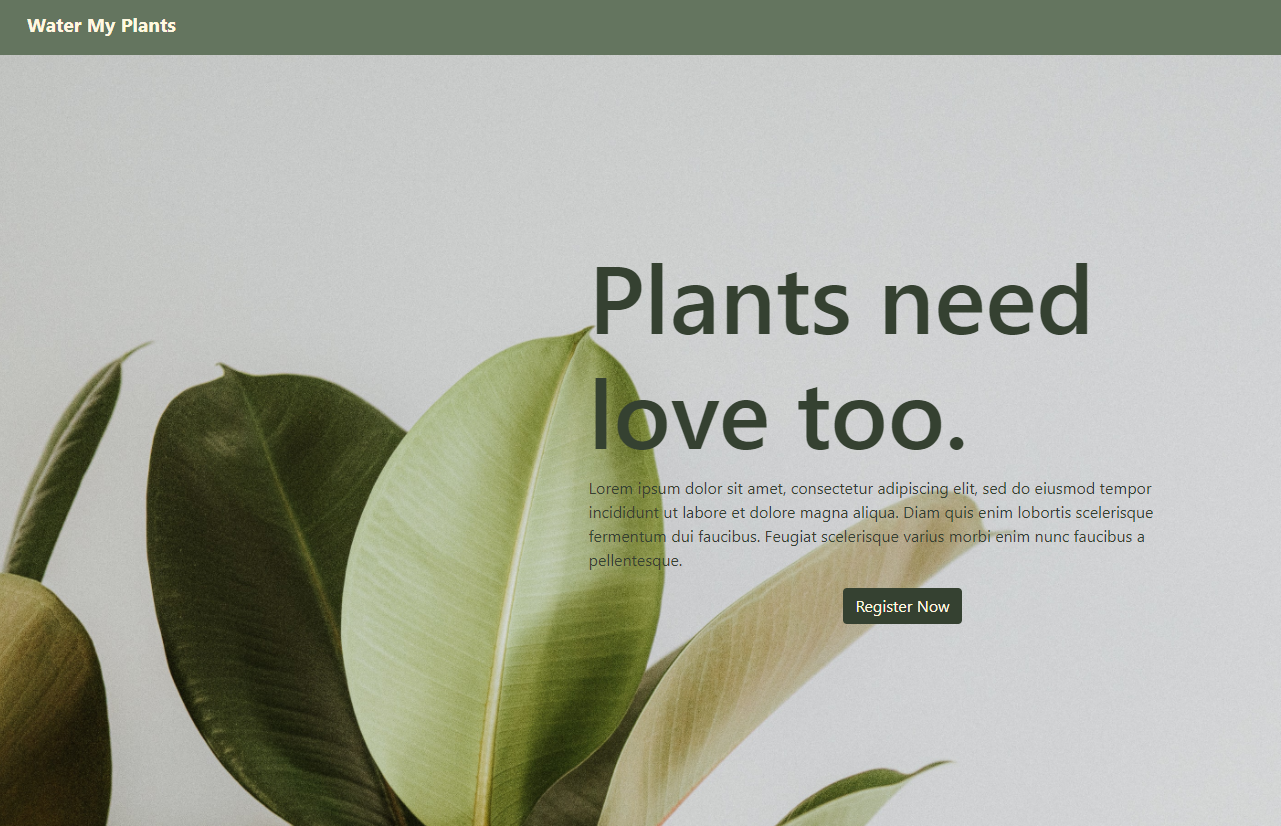 Water My Plants
Plants need
love too.
Lorem ipsum dolor sit amet, consectetur adipiscing elit, sed do eiusmod tempor
incididunt ut labore et dolore magna aliqua. Diam quis enim lobortis scelerisque
fermentum dui faucibus. Feugiat scelerisque varius morbi enim nunc faucibus a
pellentesque.
Register Now